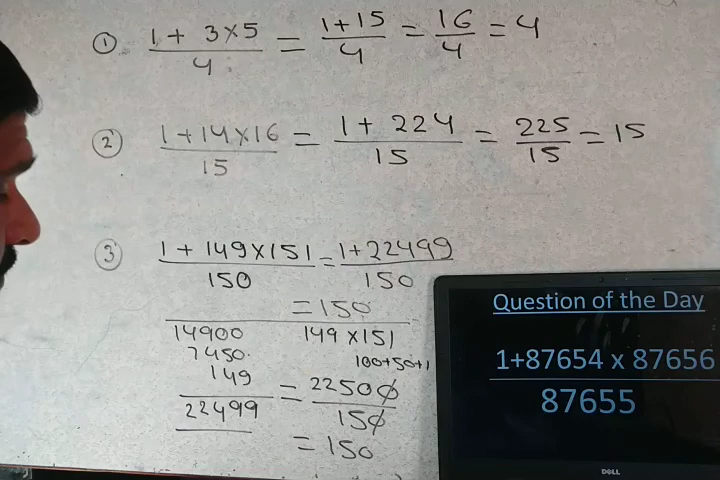 ① 1 + 3×5 / 4 = 1+15 / 4 = 16 / 4 = 4
② 1+14×16 / 15 = 1 + 224 / 15 = 225 / 15 = 15
③ 1 + 149×151 / 150 = 1+22499 / 150
= 150
14900 149×151
7450. 100+50+1
149
22499 = 22500 / 150
= 150
Question of the Day
1+87654 x 87656
87655
DELL